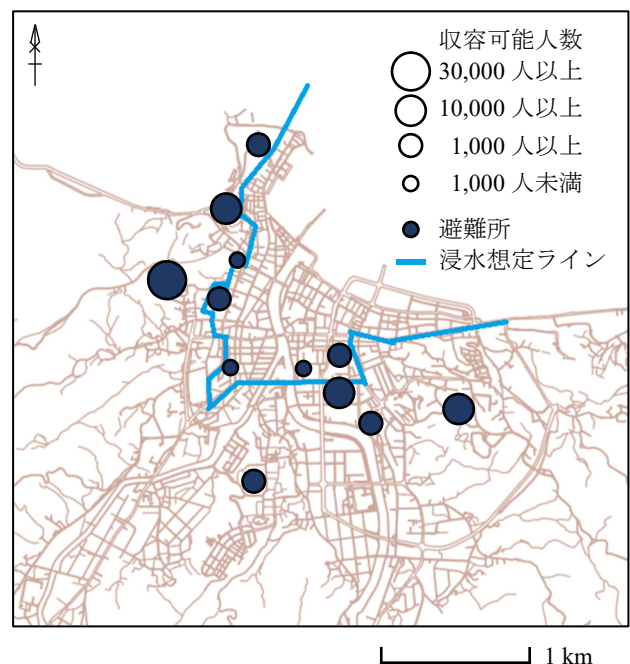 収容可能人数
30,000 人以上
10,000 人以上
1,000 人以上
1,000 人未満
避難所
浸水想定ライン
1 km